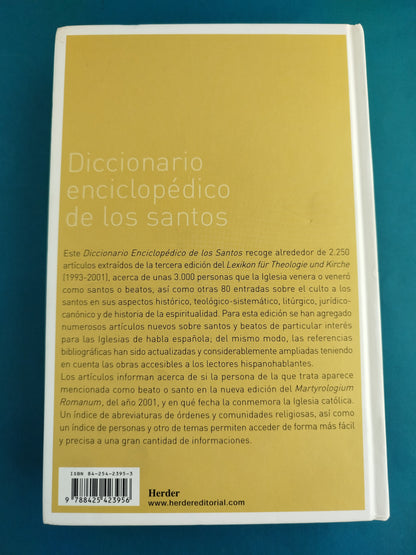 Diccionario
enciclopédico
de los santos
Este Diccionario Enciclopédico de los Santos recoge alrededor de 2.250
artículos extraídos de la tercera edición del Lexikon für Theologie und Kirche
(1993-2001), acerca de unas 3.000 personas que la Iglesia venera o veneró
como santos o beatos, así como otras 80 entradas sobre el culto a los
santos en sus aspectos histórico, teológico-sistemático, litúrgico, jurídico-
canónico y de historia de la espiritualidad. Para esta edición se han agregado
numerosos artículos nuevos sobre santos y beatos de particular interés
para las Iglesias de habla española; del mismo modo, las referencias
bibliográficas han sido actualizadas y considerablemente ampliadas teniendo
en cuenta las obras accesibles a los lectores hispanohablantes.
Los artículos informan acerca de si la persona de la que trata aparece
mencionada como beato o santo en la nueva edición del Martyrologium
Romanum, del año 2001, y en qué fecha la conmemora la Iglesia católica.
Un índice de abreviaturas de órdenes y comunidades religiosas, así como
un índice de personas y otro de temas permiten acceder de forma más fácil
y precisa a una gran cantidad de informaciones.
ISBN 84-254-2395-3
9 788425 423956
Herder
www.herdereditorial.com